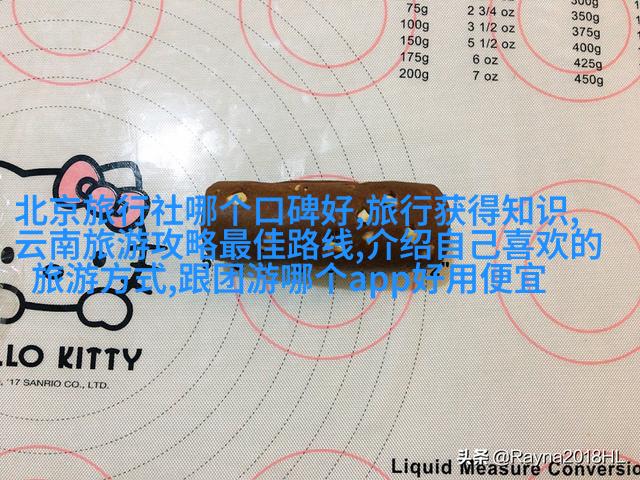 300g
75g 2 3/4 oz 350g
100g 3 1/2 oz 375g
150g 5 1/2 oz 400g
175g 6 oz 425g
200g 7 oz 450g
北京旅行社哪个口碑好,旅行获得知识,
云南旅游攻略最佳路线,介绍自己喜欢的
旅游方式,跟团游哪个app好用便宜
LLO KITTY
, '17 SANRIO CO., LTD.
头条 @Rayna2018HL
Liquid Measure Conversio